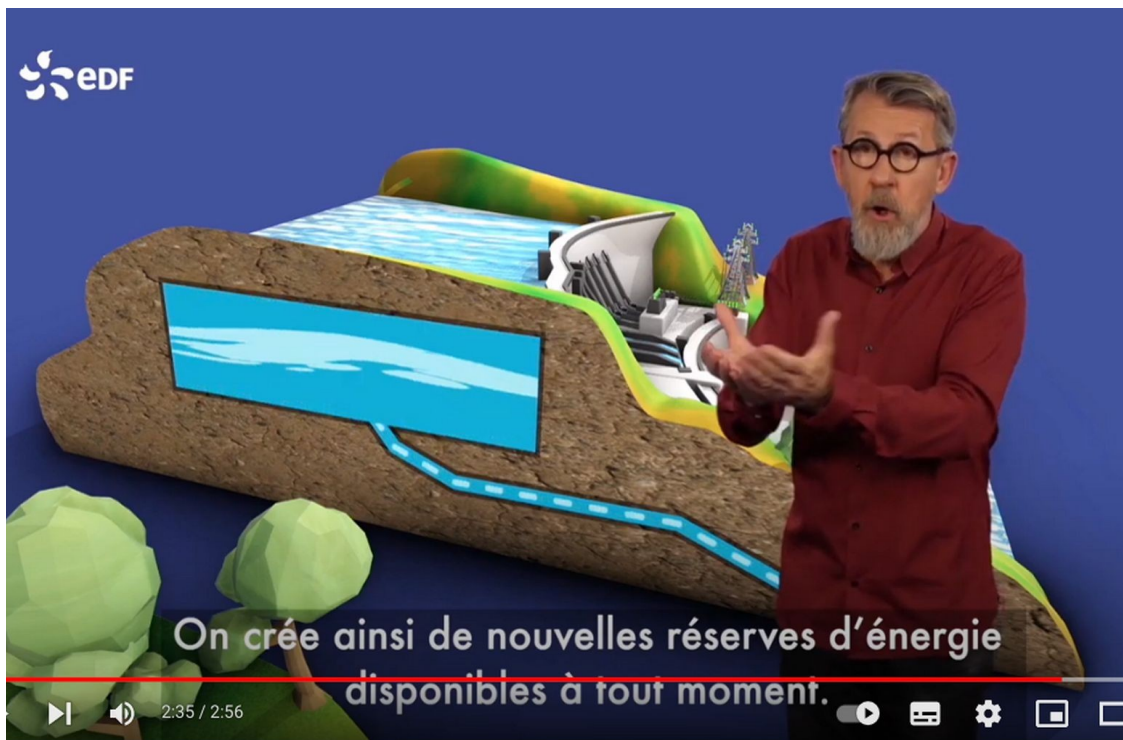 eDF
On crée ainsi de nouvelles réserves d'énergie
disponibles à tout moment.
2:35 / 2:56